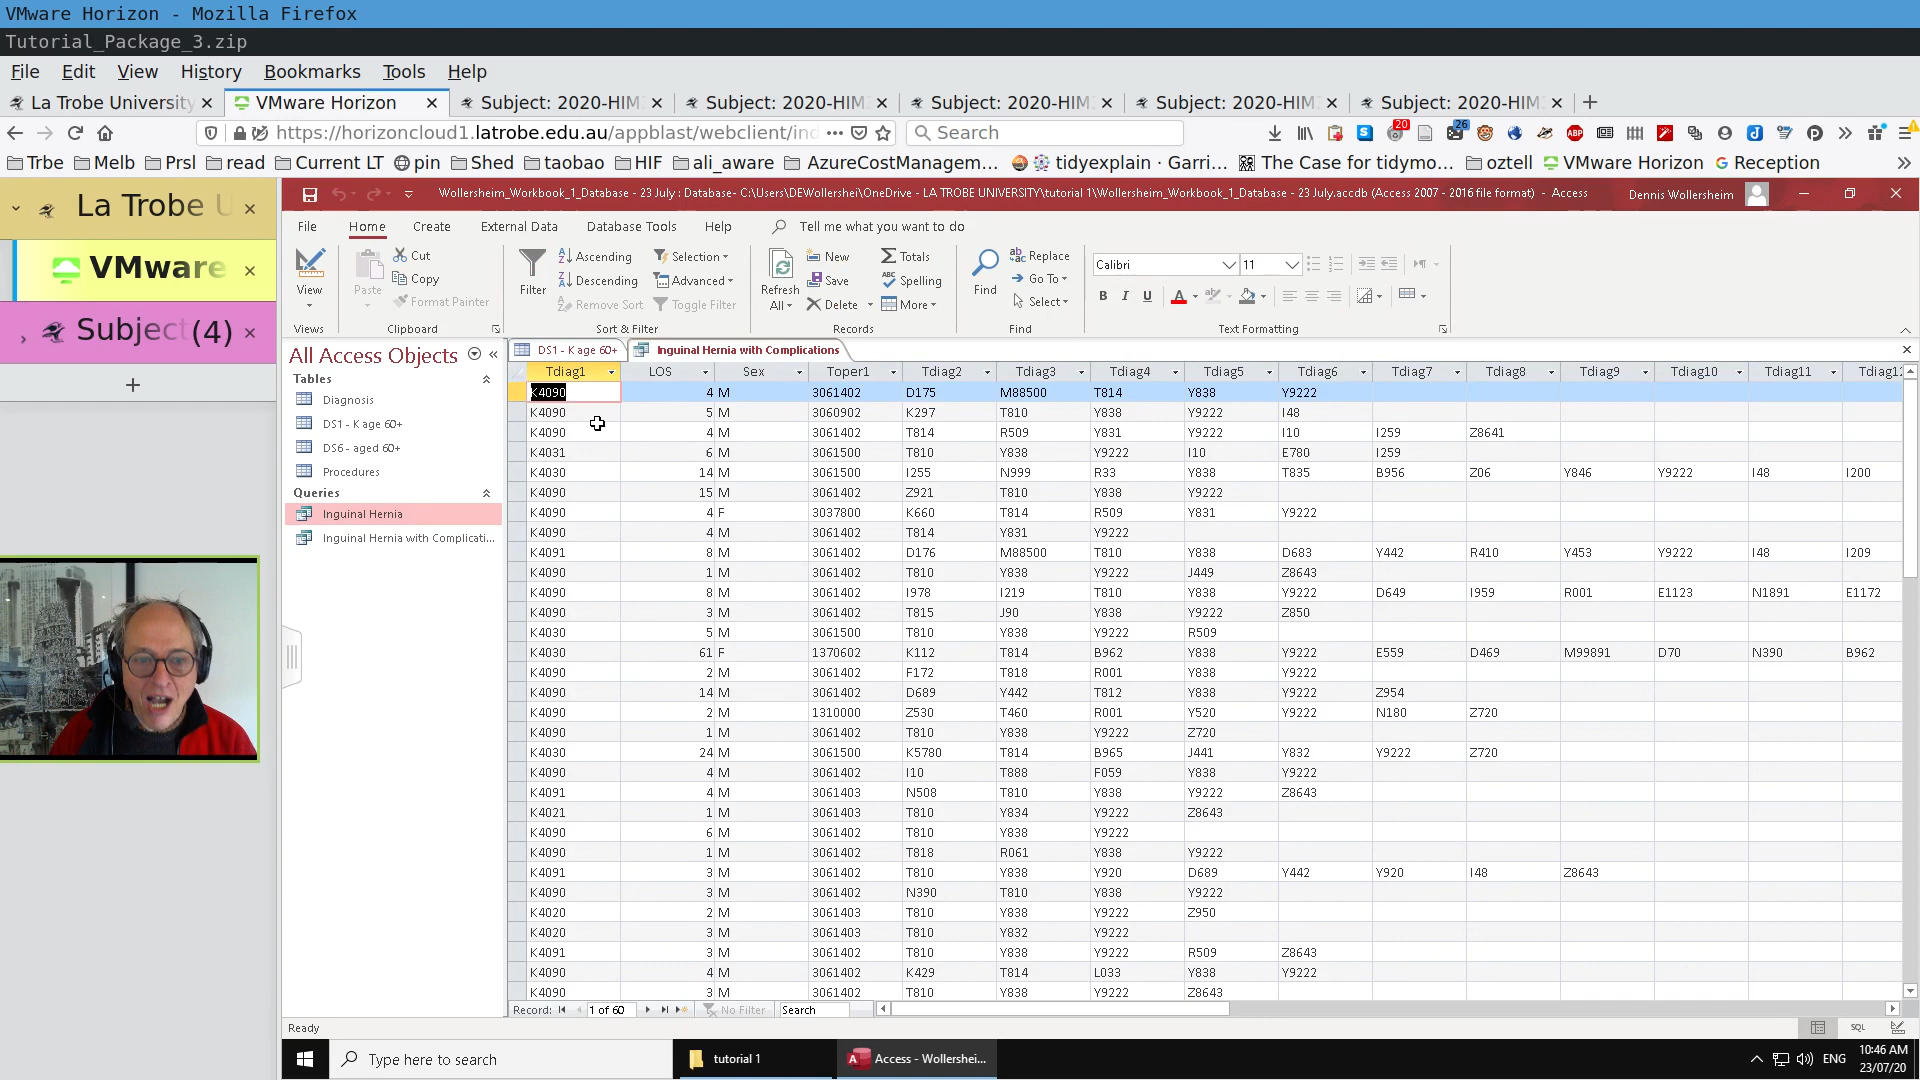 VMware Horizon - Mozilla Firefox
Tutorial_Package_3.zip
File Edit View History Bookmarks Tools Help
La Trobe University × VMware Horizon × Subject: 2020-HIM × Subject: 2020-HIM × Subject: 2020-HIM × Subject: 2020-HIM × Subject: 2020-HIM × +
https://horizoncloud1.latrobe.edu.au/appblast/webclient/ind Search 20 26 ABP
Trbe Melb Prsl read Current LT pin Shed taobao HIF ali_aware AzureCostManagem... tidyexplain · Garri... The Case for tidymo... oztell VMware Horizon Reception »
La Trobe U ×
VMware ×
Subject (4) ×
+
Wollersheim_Workbook_1_Database - 23 July : Database- C:\Users\DEWollershei\OneDrive - LA TROBE UNIVERSITY\tutorial 1\Wollersheim_Workbook_1_Database - 23 July.accdb (Access 2007 - 2016 file format) - Access Dennis Wollersheim
File Home Create External Data Database Tools Help Tell me what you want to do
View Paste Cut Copy Format Painter Filter Ascending Descending Remove Sort Selection Advanced Toggle Filter Refresh All New Save Delete Totals Spelling More Find Replace Go To Select Calibri 11 B I U
Views Clipboard Sort & Filter Records Find Text Formatting
All Access Objects «
Tables
Diagnosis
DS1 - K age 60+
DS6 - aged 60+
Procedures
Queries
Inguinal Hernia
Inguinal Hernia with Complicati...
DS1 - K age 60+ Inguinal Hernia with Complications
Tdiag1 LOS Sex Toper1 Tdiag2 Tdiag3 Tdiag4 Tdiag5 Tdiag6 Tdiag7 Tdiag8 Tdiag9 Tdiag10 Tdiag11 Tdiag12
K4090 4 M 3061402 D175 M88500 T814 Y838 Y9222
K4090 5 M 3060902 K297 T810 Y838 Y9222 I48
K4090 4 M 3061402 T814 R509 Y831 Y9222 I10 I259 Z8641
K4031 6 M 3061500 T810 Y838 Y9222 I10 E780 I259
K4030 14 M 3061500 I255 N999 R33 Y838 T835 B956 Z06 Y846 Y9222 I48 I200
K4090 15 M 3061402 Z921 T810 Y838 Y9222
K4090 4 F 3037800 K660 T814 R509 Y831 Y9222
K4090 4 M 3061402 T814 Y831 Y9222
K4091 8 M 3061402 D176 M88500 T810 Y838 D683 Y442 R410 Y453 Y9222 I48 I209
K4090 1 M 3061402 T810 Y838 Y9222 J449 Z8643
K4090 8 M 3061402 I978 I219 T810 Y838 Y9222 D649 I959 R001 E1123 N1891 E1172
K4090 3 M 3061402 T815 J90 Y838 Y9222 Z850
K4030 5 M 3061500 T810 Y838 Y9222 R509
K4030 61 F 1370602 K112 T814 B962 Y838 Y9222 E559 D469 M99891 D70 N390 B962
K4090 2 M 3061402 F172 T818 R001 Y838 Y9222
K4090 14 M 3061402 D689 Y442 T812 Y838 Y9222 Z954
K4090 2 M 1310000 Z530 T460 R001 Y520 Y9222 N180 Z720
K4090 1 M 3061402 T810 Y838 Y9222 Z720
K4030 24 M 3061500 K5780 T814 B965 J441 Y832 Y9222 Z720
K4090 4 M 3061402 I10 T888 F059 Y838 Y9222
K4091 4 M 3061403 N508 T810 Y838 Y9222 Z8643
K4021 1 M 3061403 T810 Y834 Y9222 Z8643
K4090 6 M 3061402 T810 Y838 Y9222
K4090 1 M 3061402 T818 R061 Y838 Y9222
K4091 3 M 3061402 T810 Y838 Y920 D689 Y442 Y920 I48 Z8643
K4090 3 M 3061402 N390 T810 Y838 Y9222
K4020 2 M 3061403 T810 Y838 Y9222 Z950
K4020 3 M 3061403 T810 Y832 Y9222
K4091 3 M 3061402 T810 Y838 Y9222 R509 Z8643
K4090 4 M 3061402 K429 T814 L033 Y838 Y9222
K4090 3 M 3061402 T810 Y838 Y9222 Z8643
Record: 1 of 60 No Filter Search
Ready SQL
Type here to search tutorial 1 Access - Wollershei... ENG 10:46 AM
23/07/20